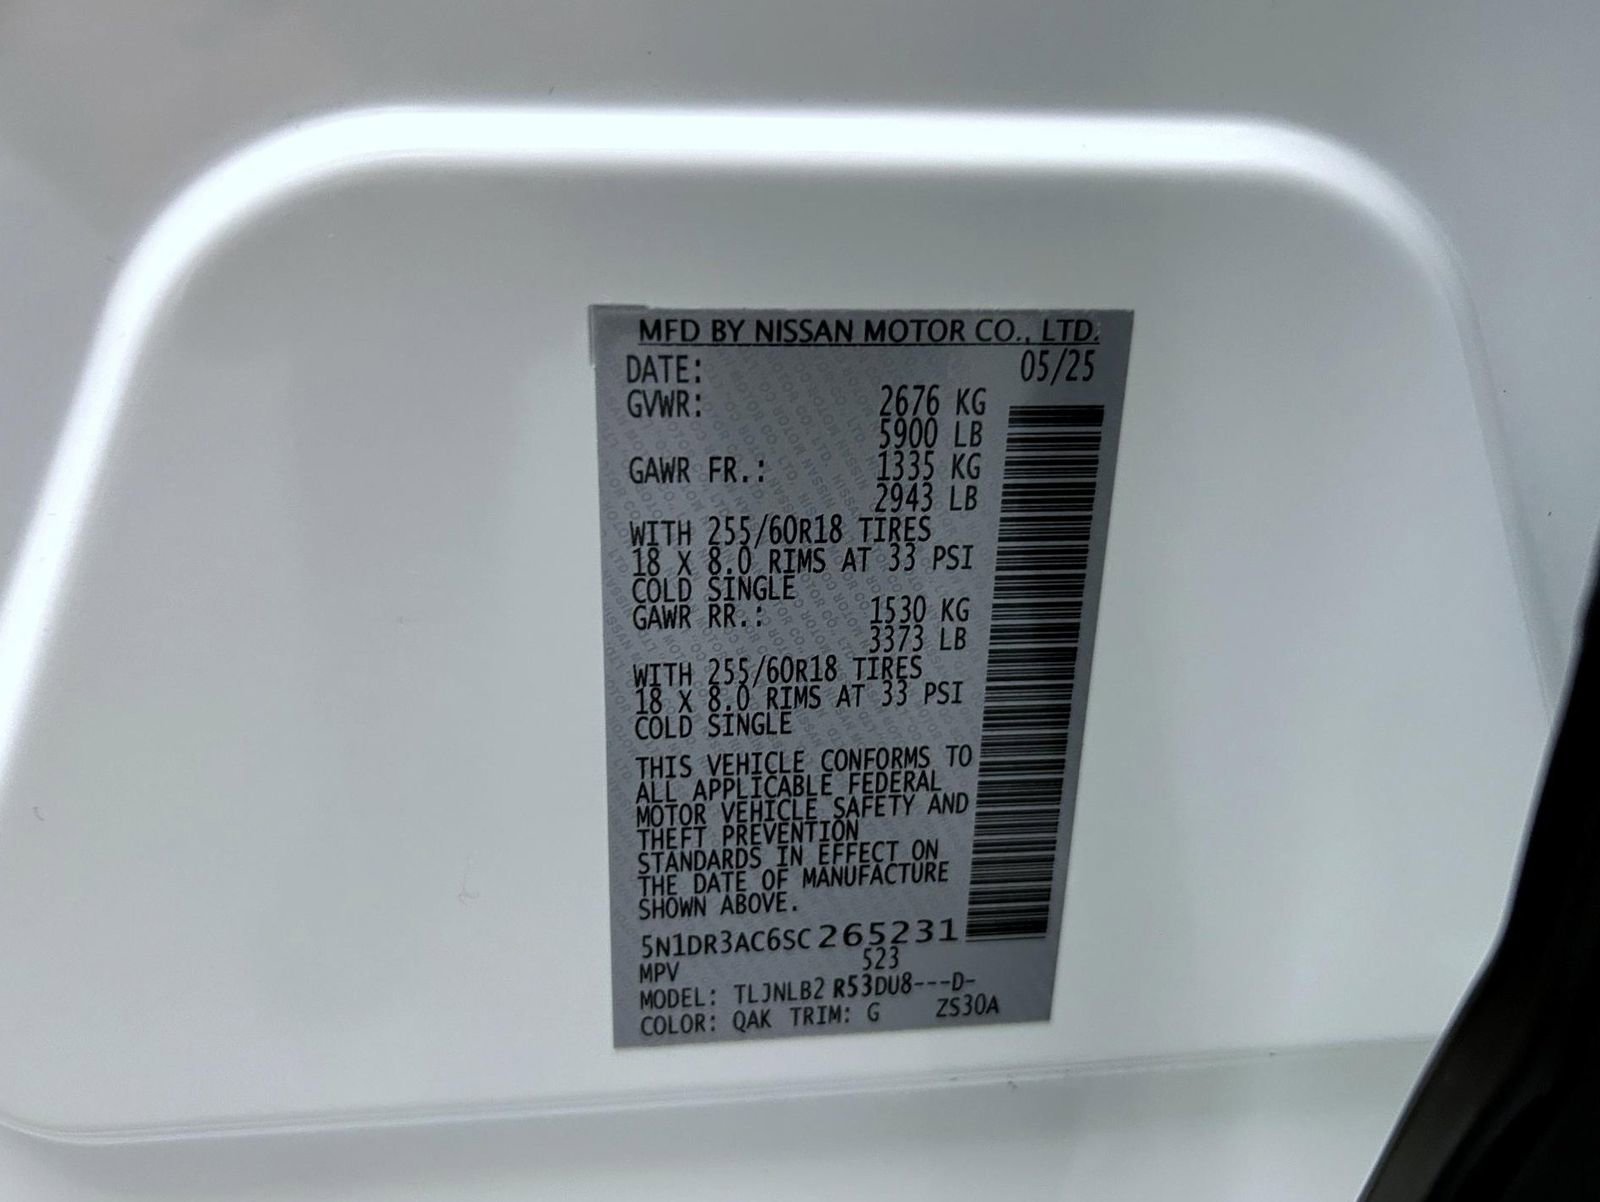 MFD BY NISSAN MOTOR CO., LTD.
DATE: 05/25
GVWR: 2676 KG
5900 LB
GAWR FR.: 1335 KG
2943 LB
WITH 255/60R18 TIRES
18 X 8.0 RIMS AT 33 PSI
COLD SINGLE
GAWR RR.: 1530 KG
3373 LB
WITH 255/60R18 TIRES
18 X 8.0 RIMS AT 33 PSI
COLD SINGLE
THIS VEHICLE CONFORMS TO
ALL APPLICABLE FEDERAL
MOTOR VEHICLE SAFETY AND
THEFT PREVENTION
STANDARDS IN EFFECT ON
THE DATE OF MANUFACTURE
SHOWN ABOVE.
5N1DR3AC6SC265231
MPV 523
MODEL: TLJNLB2 R53DU8---D-
COLOR: QAK TRIM: G ZS30A